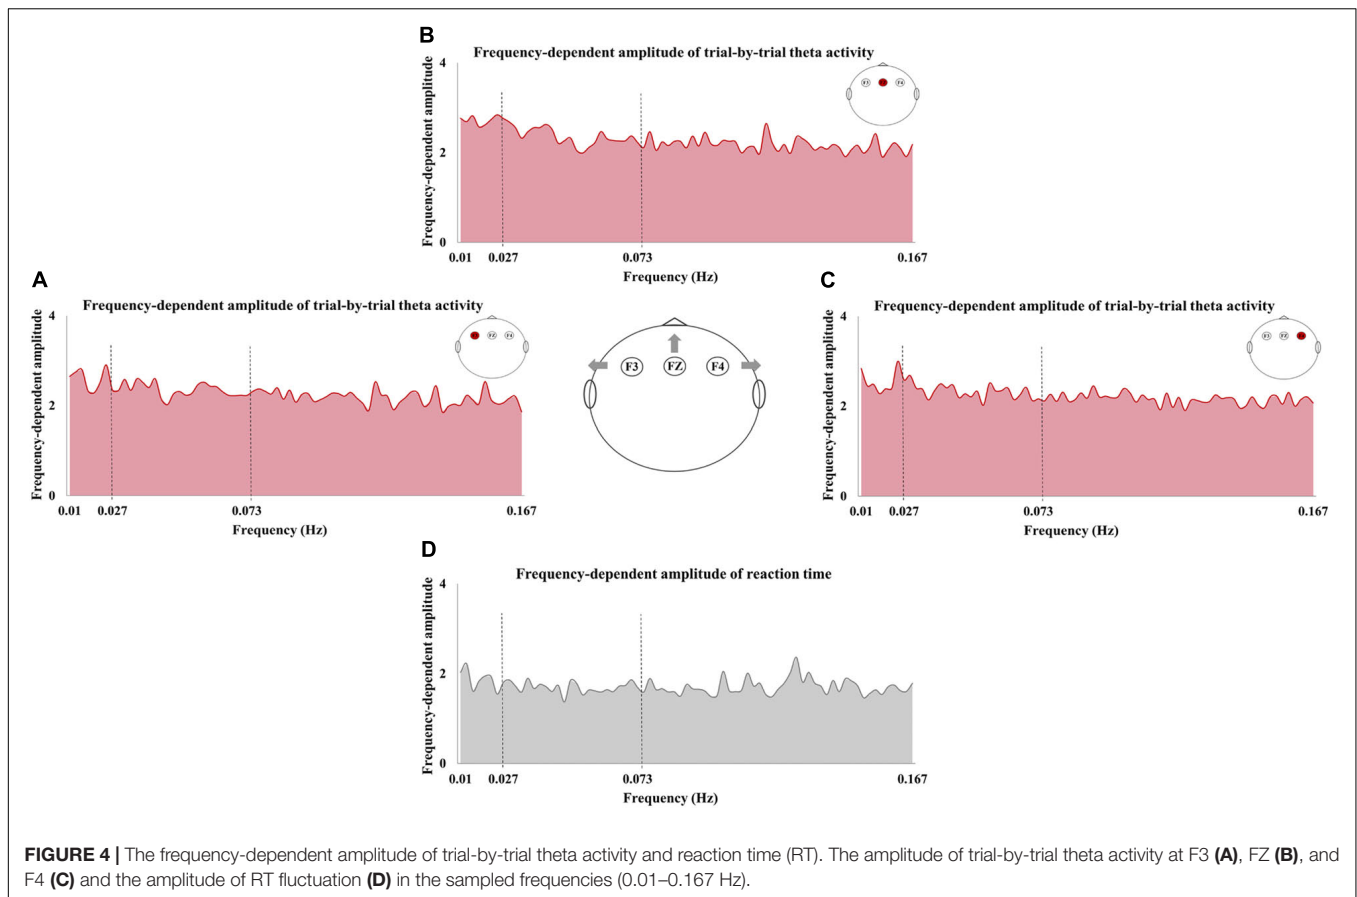 B
Frequency-dependent amplitude of trial-by-trial theta activity
Frequency-dependent amplitude
4
2
0
F3
F4
0.01 0.027 0.073 0.167
Frequency (Hz)
A
Frequency-dependent amplitude of trial-by-trial theta activity
Frequency-dependent amplitude
4
2
0
FZ
F4
0.01 0.027 0.073 0.167
Frequency (Hz)
F3 FZ F4
C
Frequency-dependent amplitude of trial-by-trial theta activity
Frequency-dependent amplitude
4
2
0
F3
FZ
0.01 0.027 0.073 0.167
Frequency (Hz)
D
Frequency-dependent amplitude of reaction time
Frequency-dependent amplitude
4
2
0
0.01 0.027 0.073 0.167
Frequency (Hz)
FIGURE 4 | The frequency-dependent amplitude of trial-by-trial theta activity and reaction time (RT). The amplitude of trial-by-trial theta activity at F3 (A), FZ (B), and
F4 (C) and the amplitude of RT fluctuation (D) in the sampled frequencies (0.01–0.167 Hz).